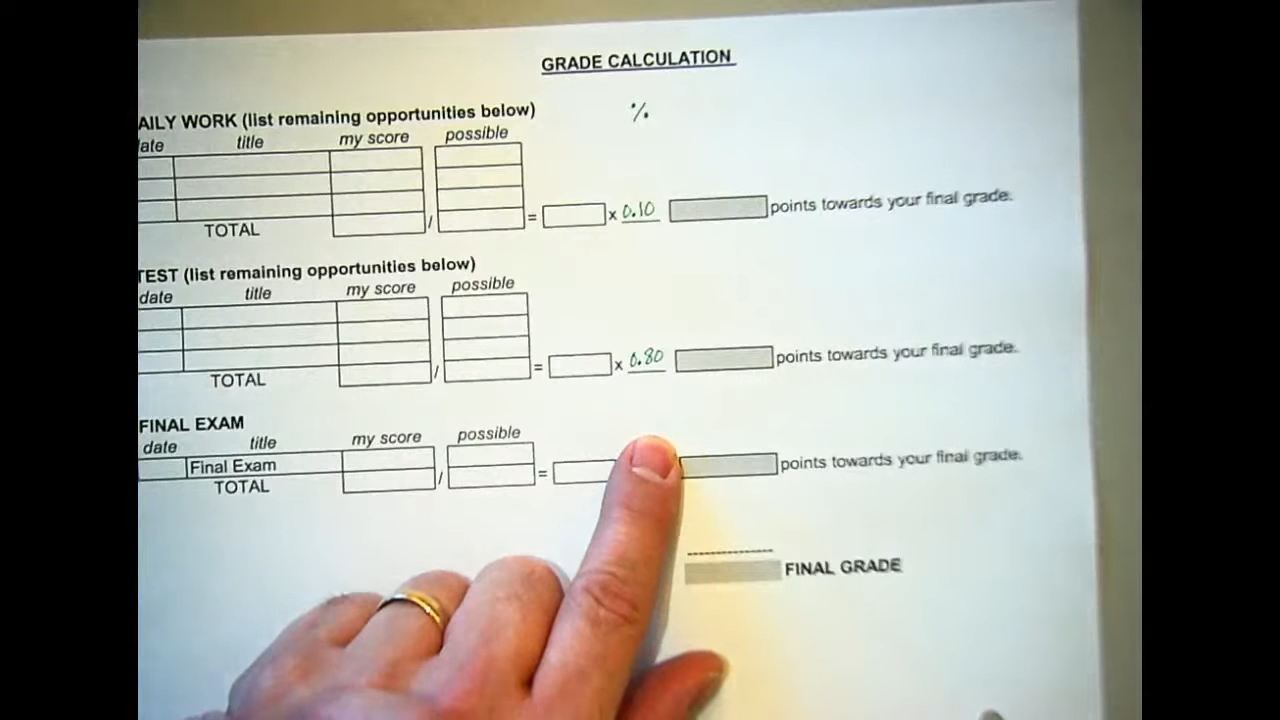 GRADE CALCULATION
AILY WORK (list remaining opportunities below) %
ate title my score possible
/ = x 0.10 points towards your final grade.
TOTAL
TEST (list remaining opportunities below)
date title my score possible
/ = x 0.80 points towards your final grade.
TOTAL
FINAL EXAM
date title my score possible
Final Exam / = points towards your final grade.
TOTAL
FINAL GRADE